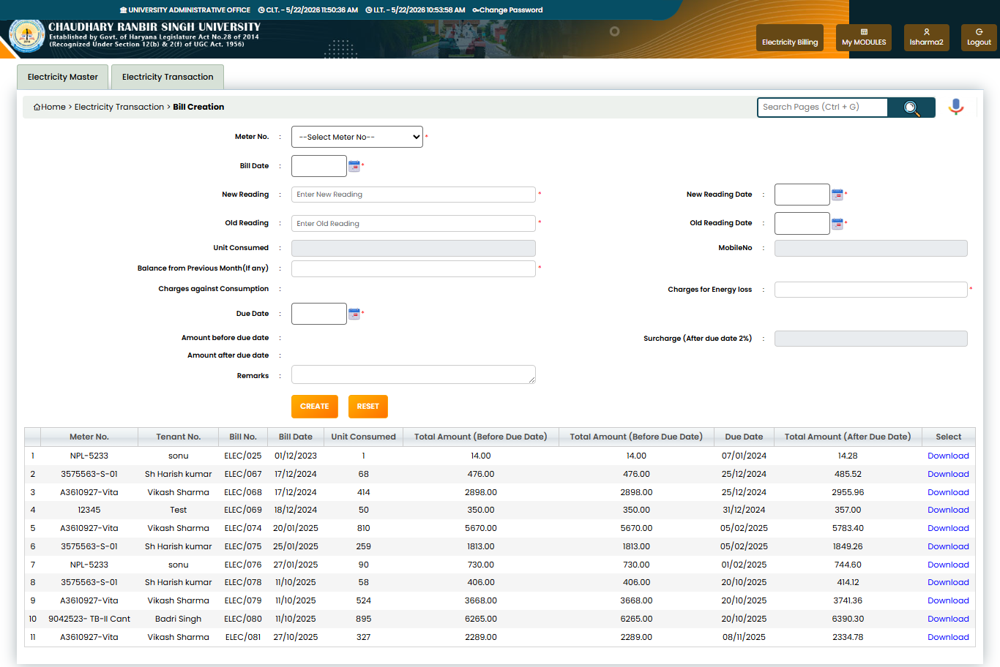 UNIVERSITY ADMINISTRATIVE OFFICE CLT. - 5/22/2026 11:50:36 AM LLT. - 5/22/2026 10:53:58 AM Change Password
CHAUDHARY RANBIR SINGH UNIVERSITY
Established by Govt. of Haryana Legislature Act No.28 of 2014
(Recognized Under Section 12(b) & 2(f) of UGC Act, 1956)
Electricity Billing My MODULES lsharma2 Logout
Electricity Master Electricity Transaction
Home > Electricity Transaction > Bill Creation
Search Pages (Ctrl + G)
Meter No. : --Select Meter No-- *
Bill Date : *
New Reading : Enter New Reading * New Reading Date : *
Old Reading : Enter Old Reading * Old Reading Date : *
Unit Consumed : MobileNo :
Balance from Previous Month(If any) : *
Charges against Consumption : Charges for Energy loss : *
Due Date : *
Amount before due date : Surcharge (After due date 2%) :
Amount after due date :
Remarks :
CREATE RESET
Meter No. Tenant No. Bill No. Bill Date Unit Consumed Total Amount (Before Due Date) Total Amount (Before Due Date) Due Date Total Amount (After Due Date) Select
1 NPL-5233 sonu ELEC/025 01/12/2023 1 14.00 14.00 07/01/2024 14.28 Download
2 3575563-S-01 Sh Harish kumar ELEC/067 17/12/2024 68 476.00 476.00 25/12/2024 485.52 Download
3 A3610927-Vita Vikash Sharma ELEC/068 17/12/2024 414 2898.00 2898.00 25/12/2024 2955.96 Download
4 12345 Test ELEC/069 18/12/2024 50 350.00 350.00 31/12/2024 357.00 Download
5 A3610927-Vita Vikash Sharma ELEC/074 20/01/2025 810 5670.00 5670.00 05/02/2025 5783.40 Download
6 3575563-S-01 Sh Harish kumar ELEC/075 25/01/2025 259 1813.00 1813.00 05/02/2025 1849.26 Download
7 NPL-5233 sonu ELEC/076 27/01/2025 90 730.00 730.00 01/02/2025 744.60 Download
8 3575563-S-01 Sh Harish kumar ELEC/078 11/10/2025 58 406.00 406.00 20/10/2025 414.12 Download
9 A3610927-Vita Vikash Sharma ELEC/079 11/10/2025 524 3668.00 3668.00 20/10/2025 3741.36 Download
10 9042523- TB-II Cant Badri Singh ELEC/080 11/10/2025 895 6265.00 6265.00 20/10/2025 6390.30 Download
11 A3610927-Vita Vikash Sharma ELEC/081 27/10/2025 327 2289.00 2289.00 08/11/2025 2334.78 Download